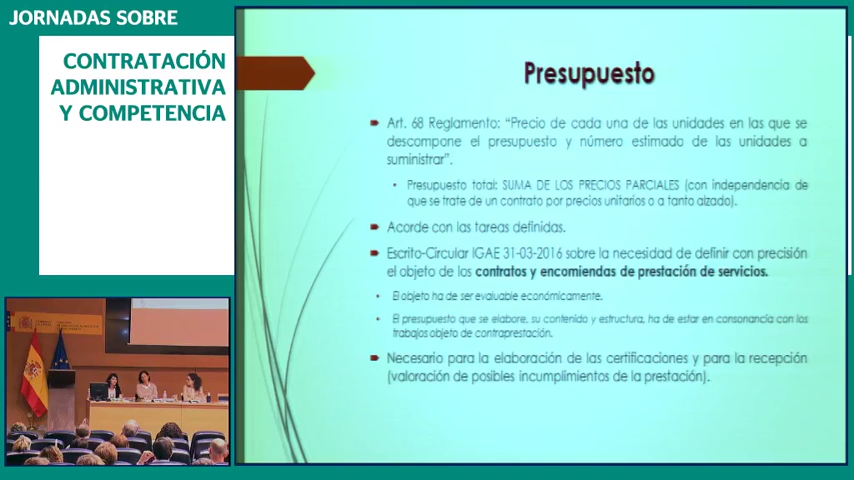 JORNADAS SOBRE
CONTRATACIÓN
ADMINISTRATIVA
Y COMPETENCIA
Presupuesto
Art. 68 Reglamento: “Precio de cada una de las unidades en las que se
descompone el presupuesto y número estimado de las unidades a
suministrar”.
Presupuesto total: SUMA DE LOS PRECIOS PARCIALES (con independencia de
que se trate de un contrato por precios unitarios o a tanto alzado).
Acorde con las tareas definidas.
Escrito-Circular IGAE 31-03-2016 sobre la necesidad de definir con precisión
el objeto de los contratos y encomiendas de prestación de servicios.
El objeto ha de ser evaluable económicamente.
El presupuesto que se elabore, su contenido y estructura, ha de estar en consonancia con los
trabajos objeto de contraprestación.
Necesario para la elaboración de las certificaciones y para la recepción
(valoración de posibles incumplimientos de la prestación).